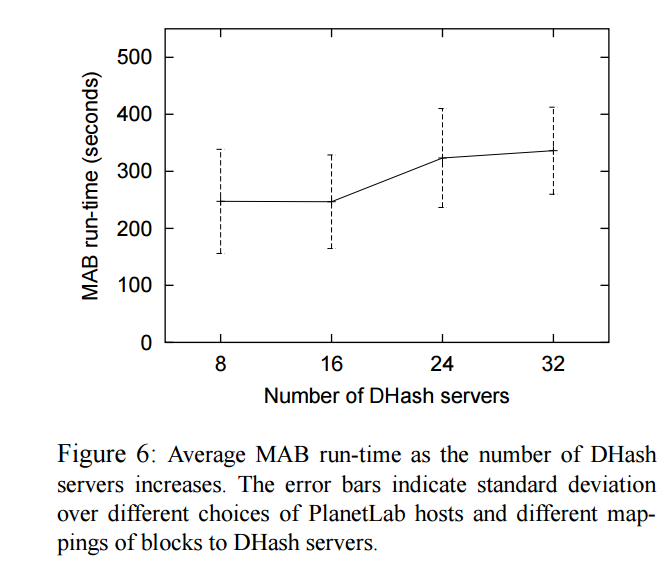 500
400
300
200
100
0
MAB run-time (seconds)
8 16 24 32
Number of DHash servers
Figure 6: Average MAB run-time as the number of DHash
servers increases. The error bars indicate standard deviation
over different choices of PlanetLab hosts and different map-
pings of blocks to DHash servers.